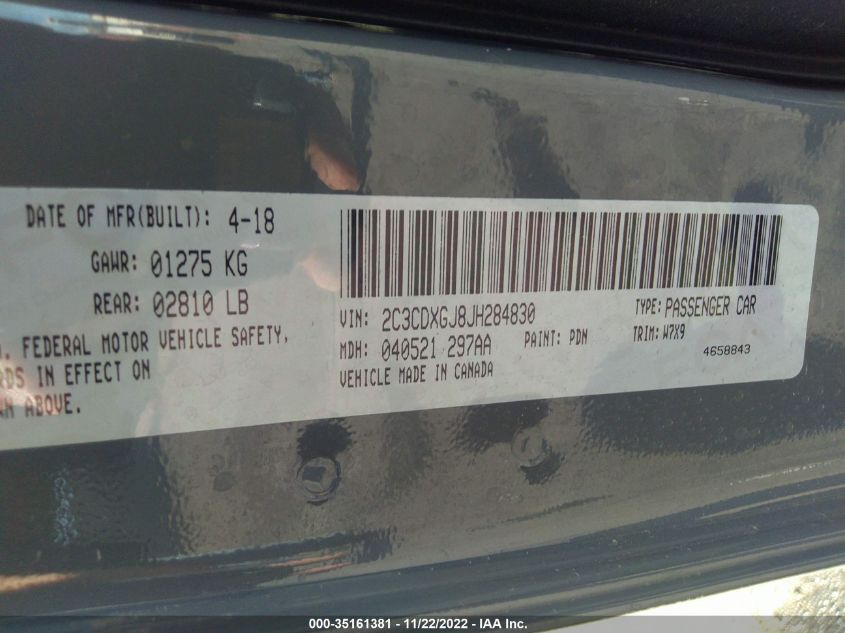 DATE OF MFR(BUILT): 4-18
GAWR: 01275 KG
REAR: 02810 LB
FEDERAL MOTOR VEHICLE SAFETY,
IN EFFECT ON
ABOVE.
VIN: 2C3CDXGJ8JH284830
TYPE: PASSENGER CAR
MDH: 040521 297AA PAINT: PDN TRIM: W7X9
VEHICLE MADE IN CANADA
4658843
000-35161381 - 11/22/2022 - IAA Inc.